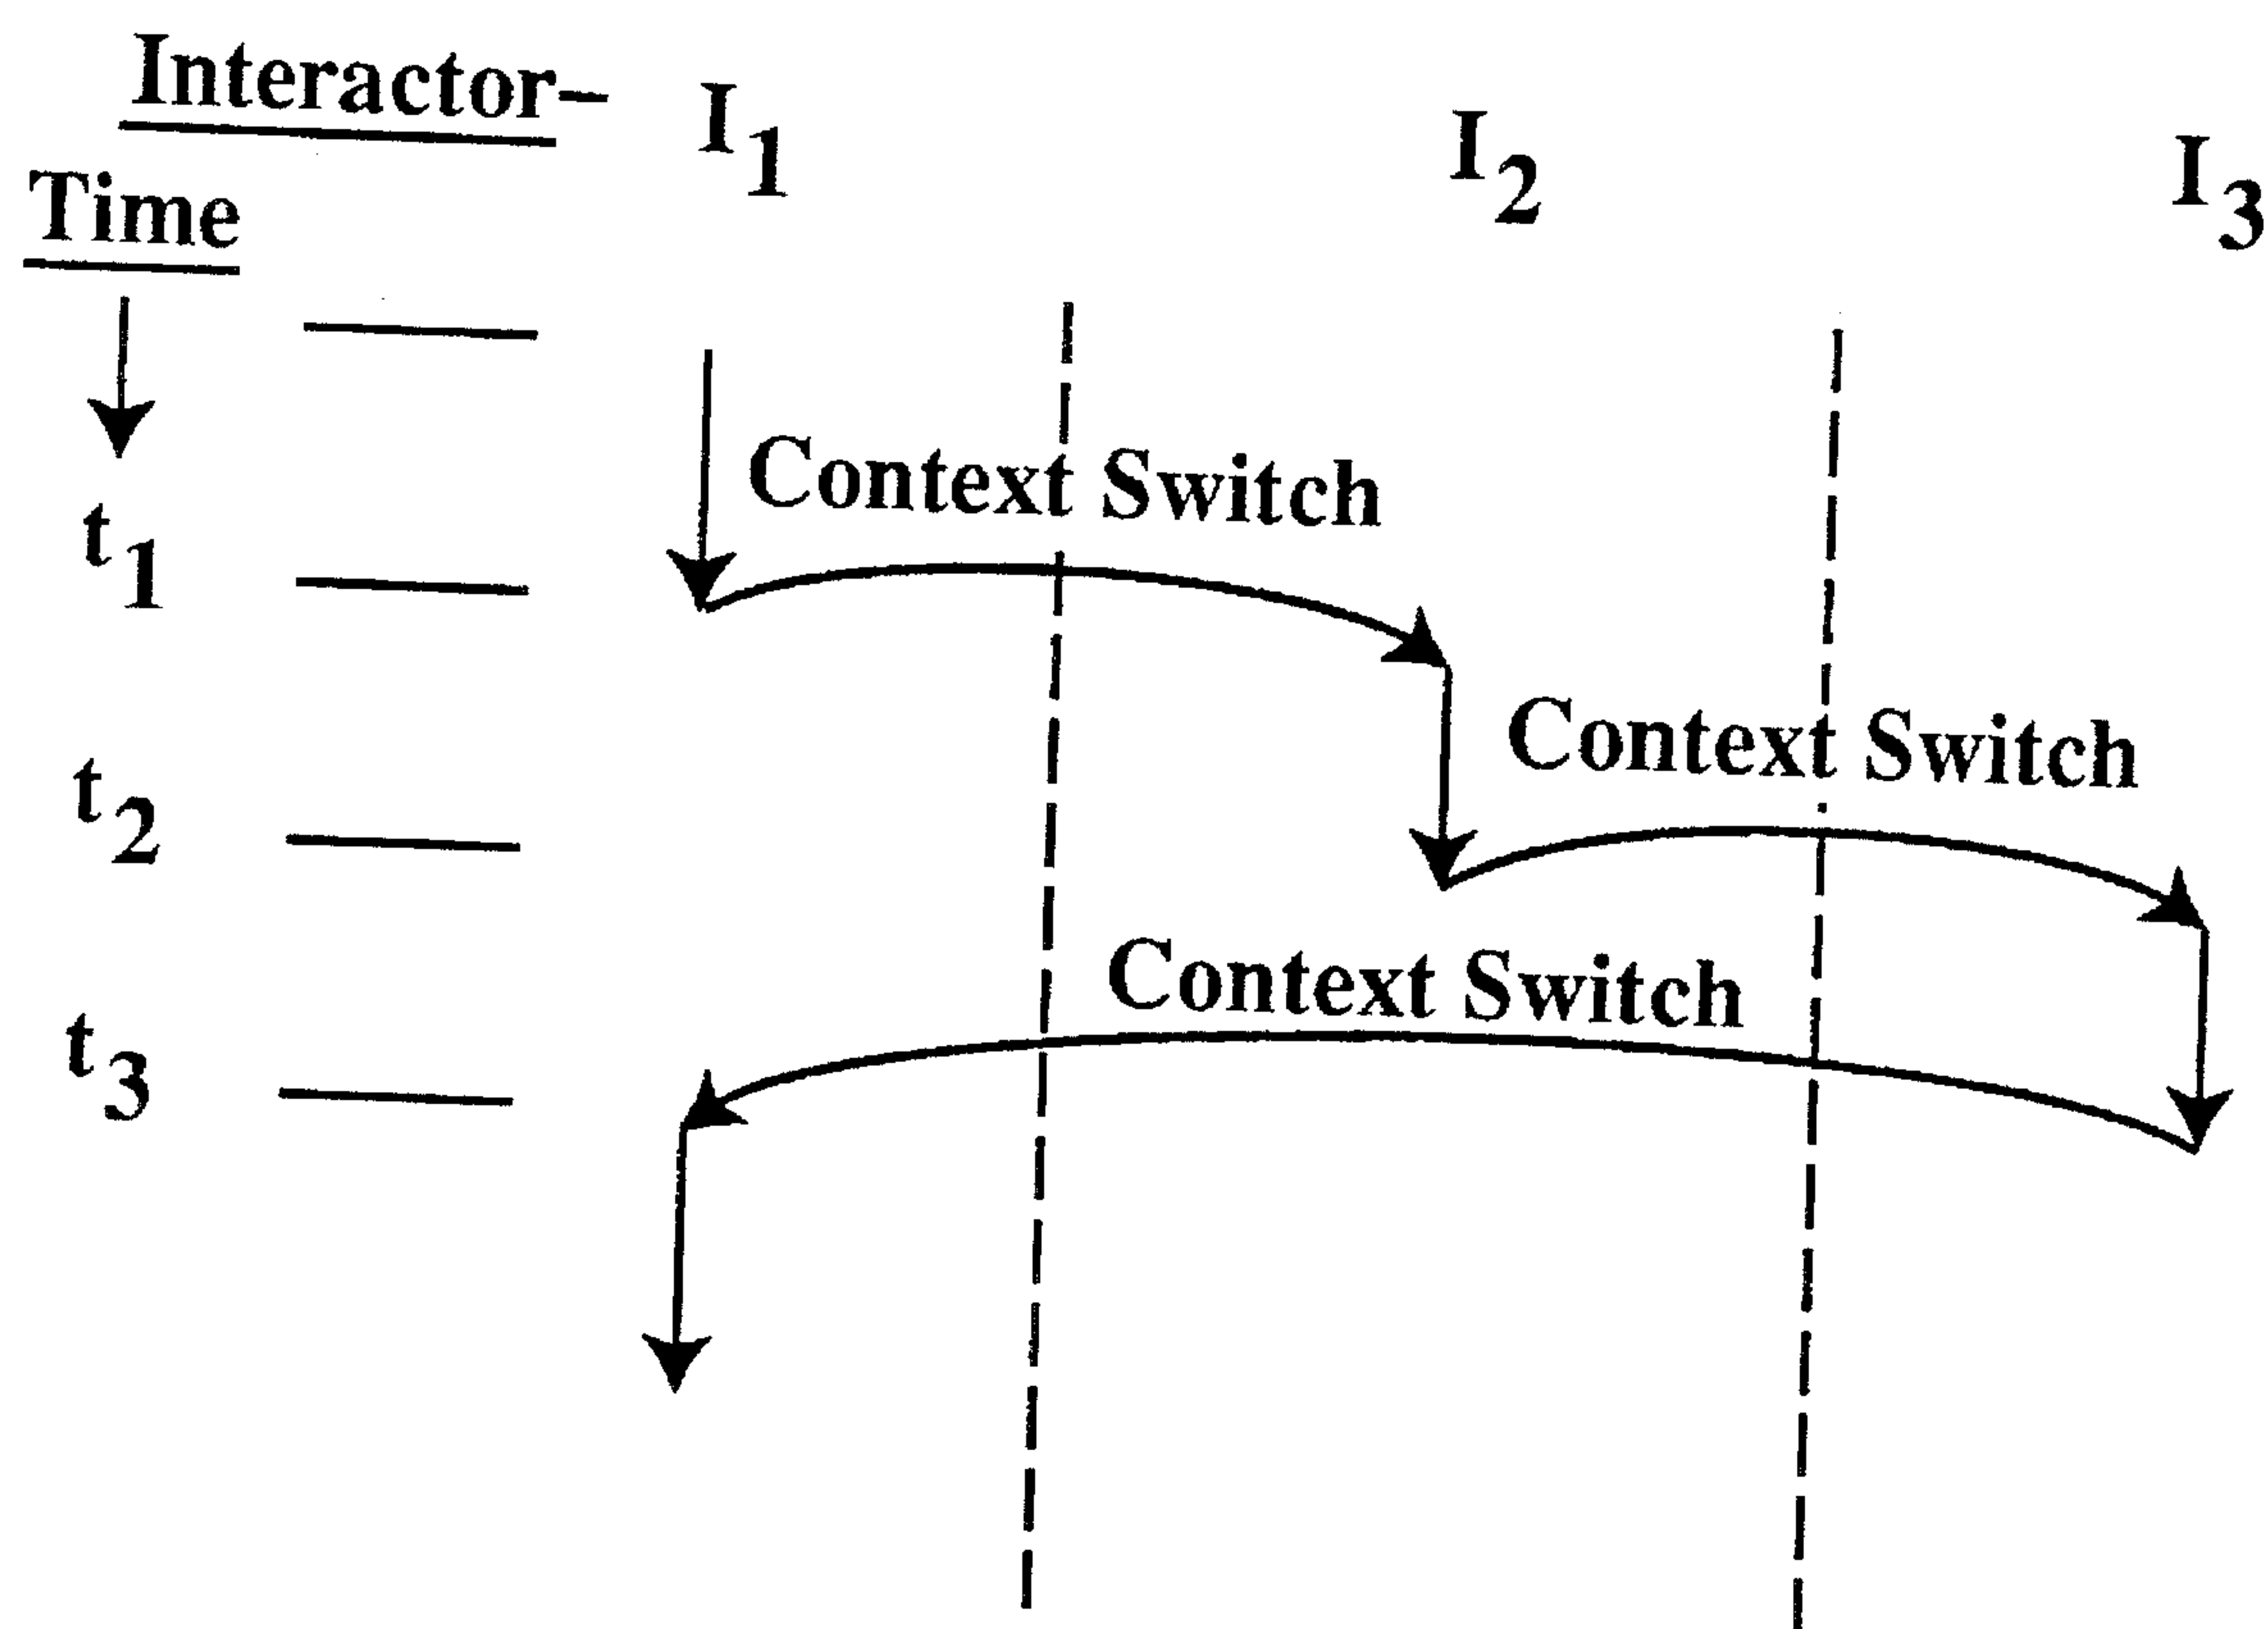 Interactor- I1 I2 I3
Time
Context Switch
t1
Context Switch
t2
Context Switch
t3